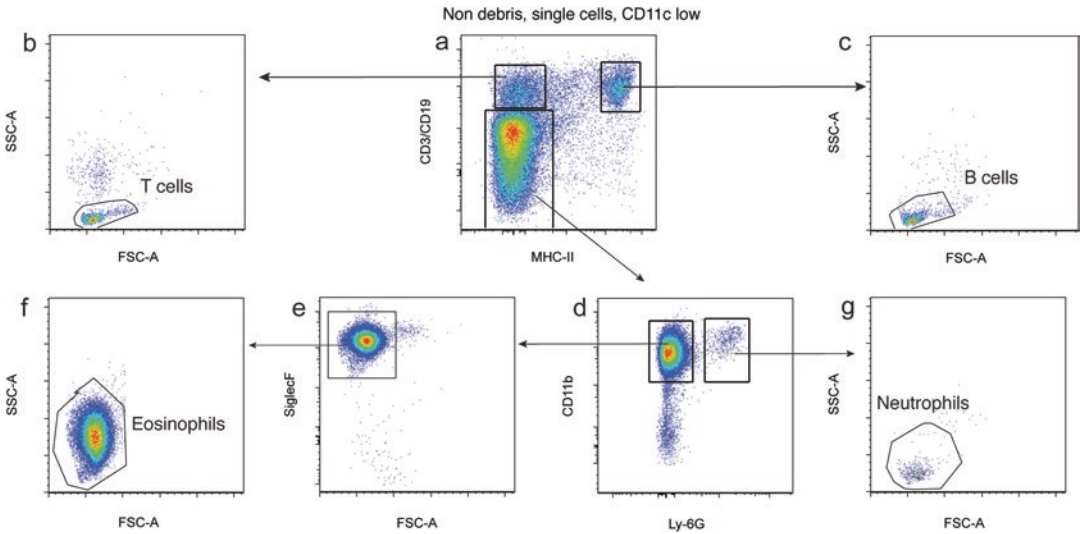 Non debris, single cells, CD11c low
b
SSC-A
T cells
FSC-A
a
CD3/CD19
MHC-II
c
SSC-A
B cells
FSC-A
f
SSC-A
Eosinophils
FSC-A
e
SiglecF
FSC-A
d
CD11b
Ly-6G
g
SSC-A
Neutrophils
FSC-A